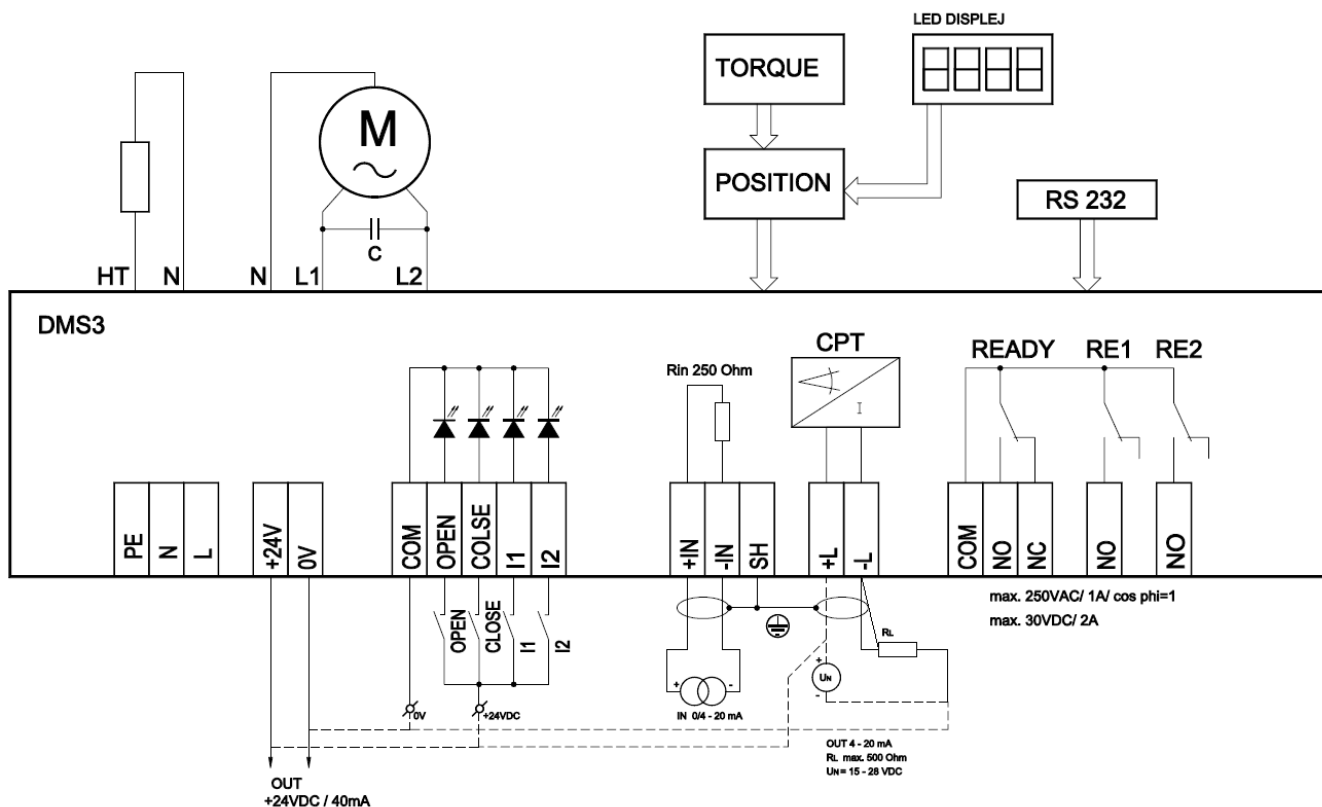 LED DISPLEJ
TORQUE
M
POSITION
RS 232
C
HT
N
N
L1
L2
DMS3
CPT
I
READY
RE1
RE2
Rin 250 Ohm
PE
N
L
+24V
0V
COM
OPEN
COLSE
I1
I2
+IN
-IN
SH
+L
-L
COM
NO
NC
NO
NO
max. 250VAC/ 1A/ cos phi=1
max. 30VDC/ 2A
OPEN
CLOSE
I1
I2
RL
+
UN
-
+
-
0V
+24VDC
IN 0/4 - 20 mA
OUT 4 - 20 mA
RL max. 500 Ohm
UN = 15 - 28 VDC
OUT
+24VDC / 40mA